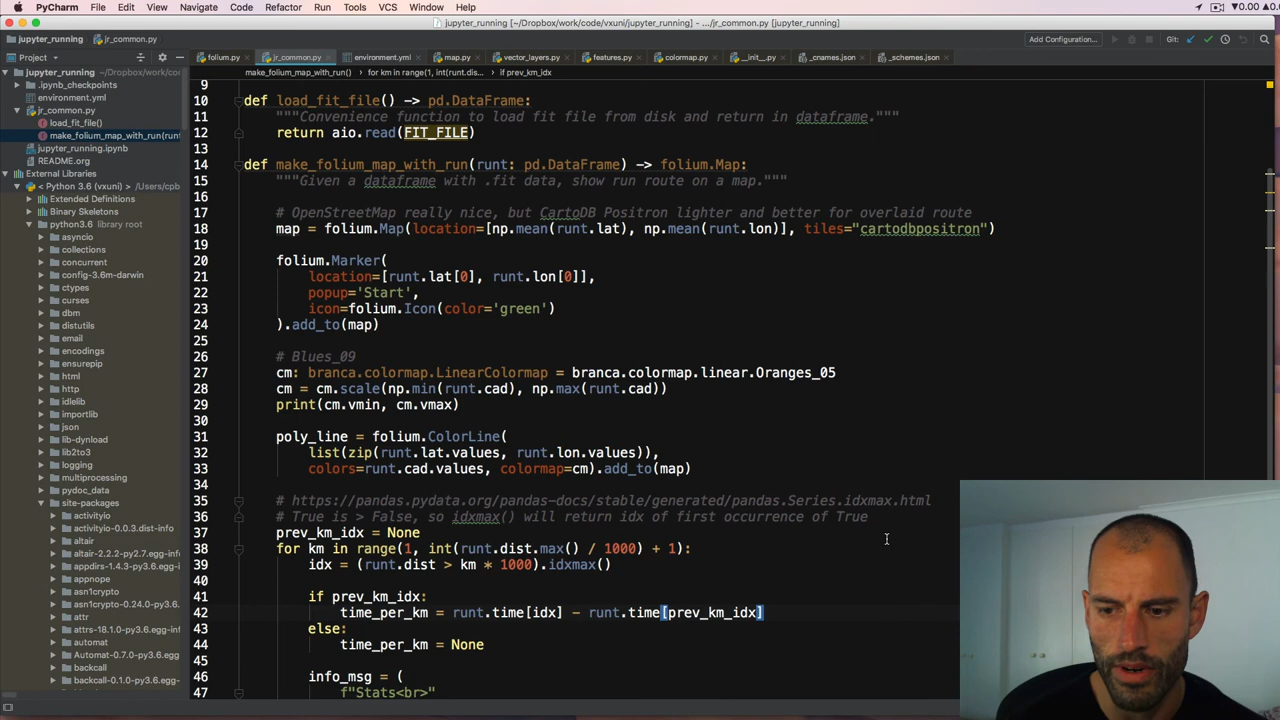 PyCharm File Edit View Navigate Code Refactor Run Tools VCS Window Help
▼0.00 ▲0.0
jupyter_running [~/Dropbox/work/code/vxuni/jupyter_running] - .../jr_common.py [jupyter_running]
jupyter_running jr_common.py
Add Configuration... Git:
Project
folium.py jr_common.py environment.yml map.py vector_layers.py features.py colormap.py __init__.py _cnames.json _schemes.json
make_folium_map_with_run() for km in range(1, int(runt.dis... if prev_km_idx
jupyter_running ~/Dropbox/work/co
.ipynb_checkpoints
environment.yml
jr_common.py
load_fit_file()
make_folium_map_with_run(runt
jupyter_running.ipynb
README.org
External Libraries
< Python 3.6 (vxuni) > /Users/cpb
Extended Definitions
Binary Skeletons
python3.6 library root
asyncio
collections
concurrent
config-3.6m-darwin
ctypes
curses
dbm
distutils
email
encodings
ensurepip
html
http
idlelib
importlib
json
lib-dynload
lib2to3
logging
multiprocessing
pydoc_data
site-packages
activityio
activityio-0.0.3.dist-info
altair
altair-2.2.2-py3.7.egg-info
appdirs-1.4.3-py3.6.egg-info
appnope
asn1crypto
asn1crypto-0.24.0-py3.6.egg-
attr
attrs-18.1.0-py3.6.egg-info
automat
Automat-0.7.0-py3.6.egg-info
backcall
backcall-0.1.0-py3.6.egg-info
9
10 def load_fit_file() -> pd.DataFrame:
11 """Convenience function to load fit file from disk and return in dataframe."""
12 return aio.read(FIT_FILE)
13
14 def make_folium_map_with_run(runt: pd.DataFrame) -> folium.Map:
15 """Given a dataframe with .fit data, show run route on a map."""
16
17 # OpenStreetMap really nice, but CartoDB Positron lighter and better for overlaid route
18 map = folium.Map(location=[np.mean(runt.lat), np.mean(runt.lon)], tiles="cartodbpositron")
19
20 folium.Marker(
21 location=[runt.lat[0], runt.lon[0]],
22 popup='Start',
23 icon=folium.Icon(color='green')
24 ).add_to(map)
25
26 # Blues_09
27 cm: branca.colormap.LinearColormap = branca.colormap.linear.Oranges_05
28 cm = cm.scale(np.min(runt.cad), np.max(runt.cad))
29 print(cm.vmin, cm.vmax)
30
31 poly_line = folium.ColorLine(
32 list(zip(runt.lat.values, runt.lon.values)),
33 colors=runt.cad.values, colormap=cm).add_to(map)
34
35 # https://pandas.pydata.org/pandas-docs/stable/generated/pandas.Series.idxmax.html
36 # True is > False, so idxmax() will return idx of first occurrence of True
37 prev_km_idx = None
38 for km in range(1, int(runt.dist.max() / 1000) + 1):
39 idx = (runt.dist > km * 1000).idxmax()
40
41 if prev_km_idx:
42 time_per_km = runt.time[idx] - runt.time[prev_km_idx]
43 else:
44 time_per_km = None
45
46 info_msg = (
47 f"Stats<br>"